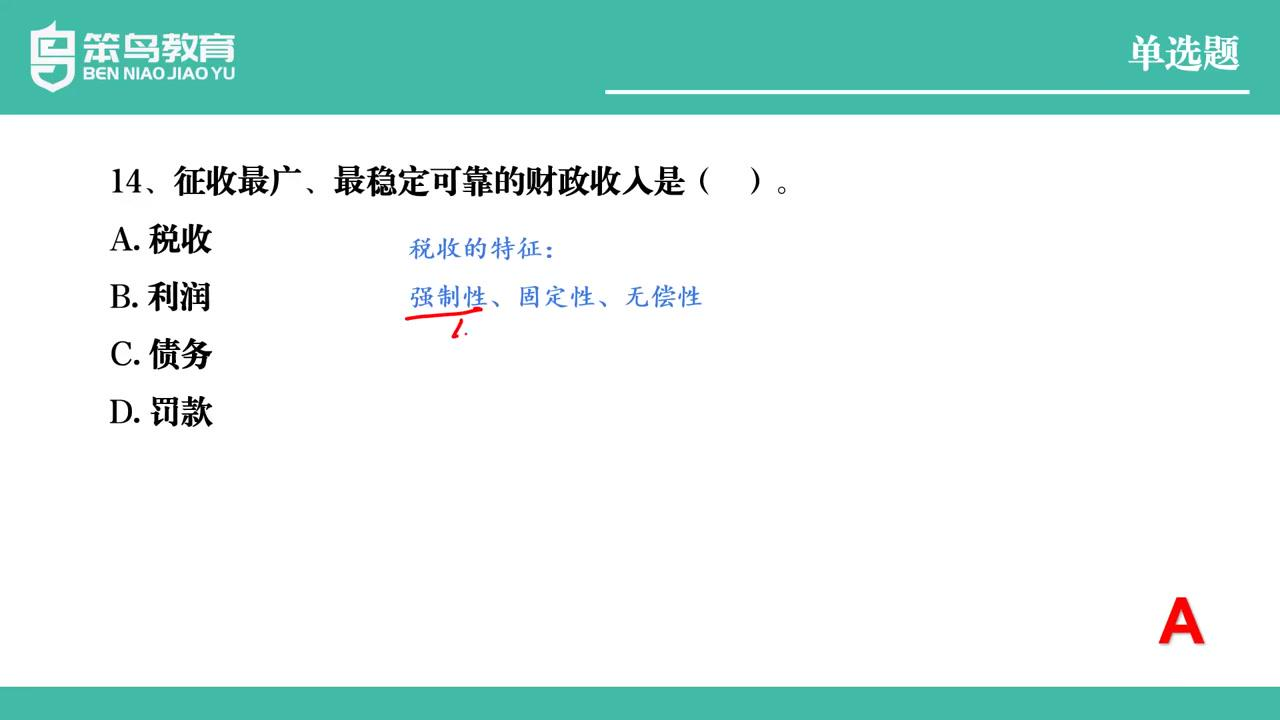 笨鸟教育
BEN NIAO JIAO YU
单选题
14、征收最广、最稳定可靠的财政收入是（　）。
A. 税收
税收的特征：
B. 利润
强制性、固定性、无偿性
C. 债务
D. 罚款
A